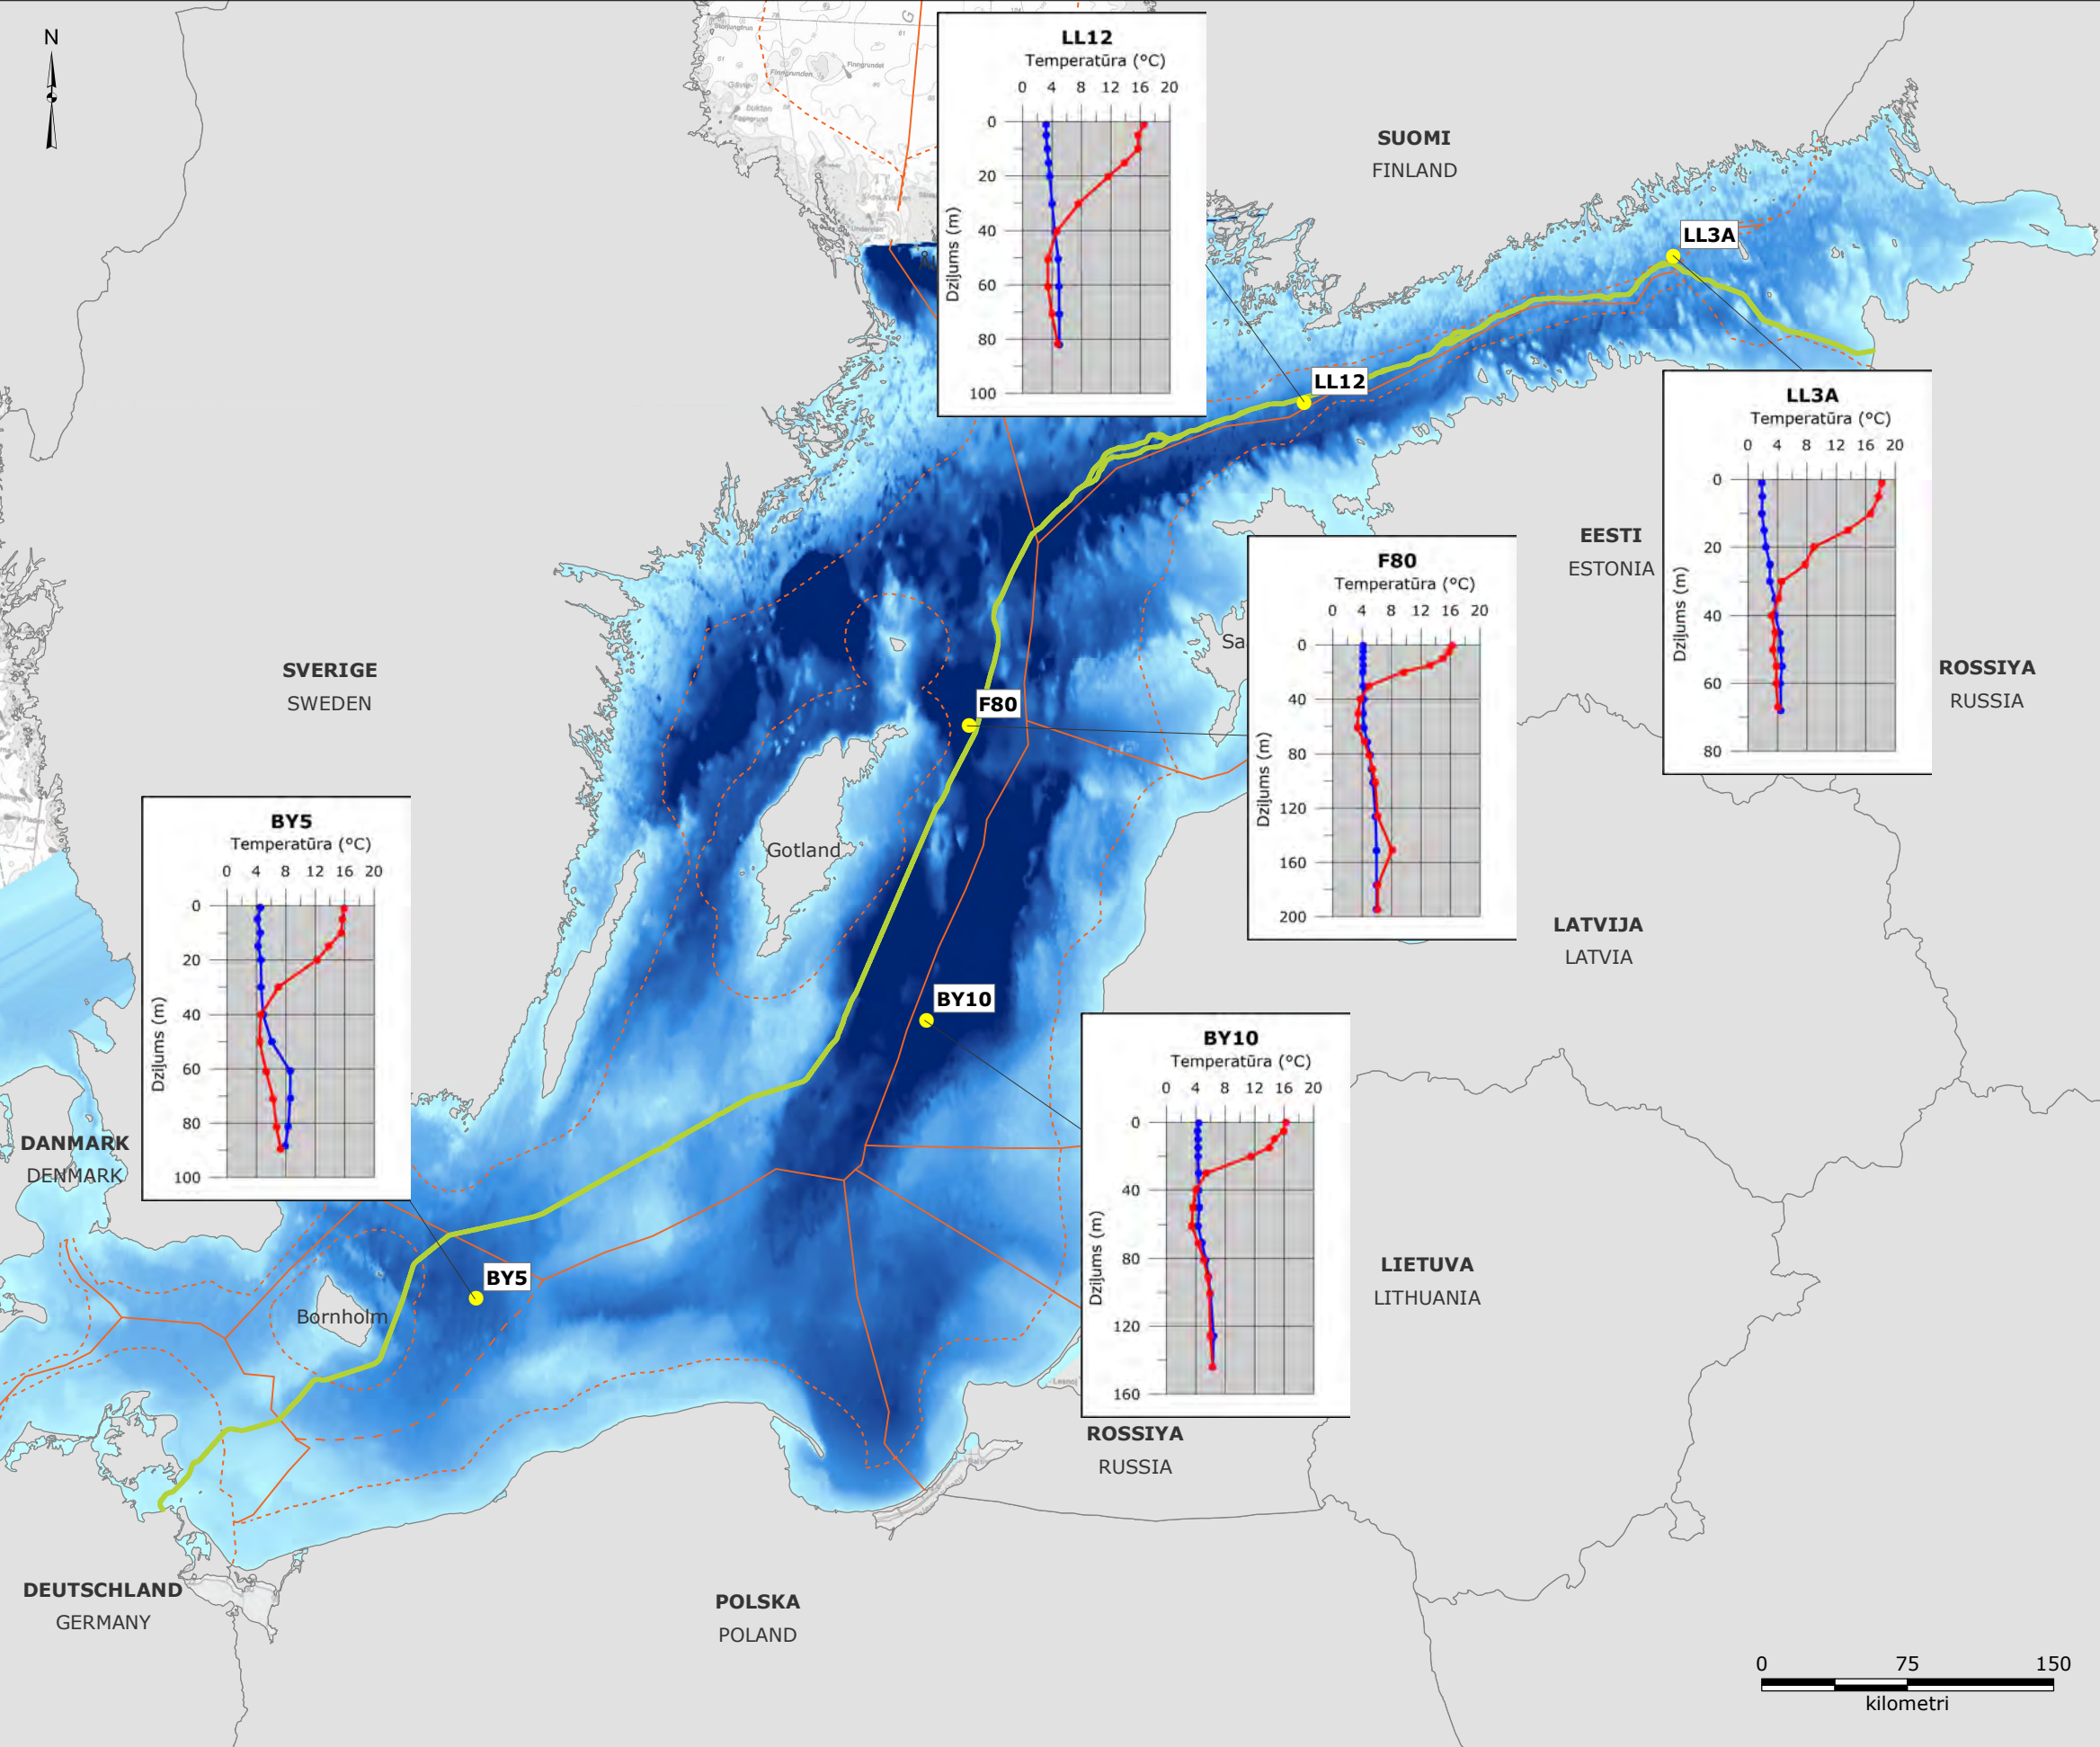 N
LL12
Temperatūra (°C)
0 4 8 12 16 20
Dziļums (m)
0
20
40
60
80
100
SUOMI
FINLAND
LL3A
LL12
LL3A
Temperatūra (°C)
0 4 8 12 16 20
Dziļums (m)
0
20
40
60
80
EESTI
ESTONIA
F80
Temperatūra (°C)
0 4 8 12 16 20
Dziļums (m)
0
40
80
120
160
200
ROSSIYA
RUSSIA
SVERIGE
SWEDEN
F80
Gotland
BY5
Temperatūra (°C)
0 4 8 12 16 20
Dziļums (m)
0
20
40
60
80
100
LATVIJA
LATVIA
BY10
BY10
Temperatūra (°C)
0 4 8 12 16 20
Dziļums (m)
0
40
80
120
160
DANMARK
DENMARK
BY5
Bornholm
LIETUVA
LITHUANIA
ROSSIYA
RUSSIA
DEUTSCHLAND
GERMANY
POLSKA
POLAND
0 75 150
kilometri